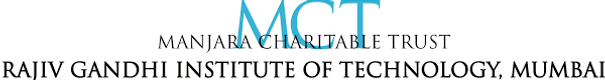 MCT
MANJARA CHARITABLE TRUST
RAJIV GANDHI INSTITUTE OF TECHNOLOGY, MUMBAI